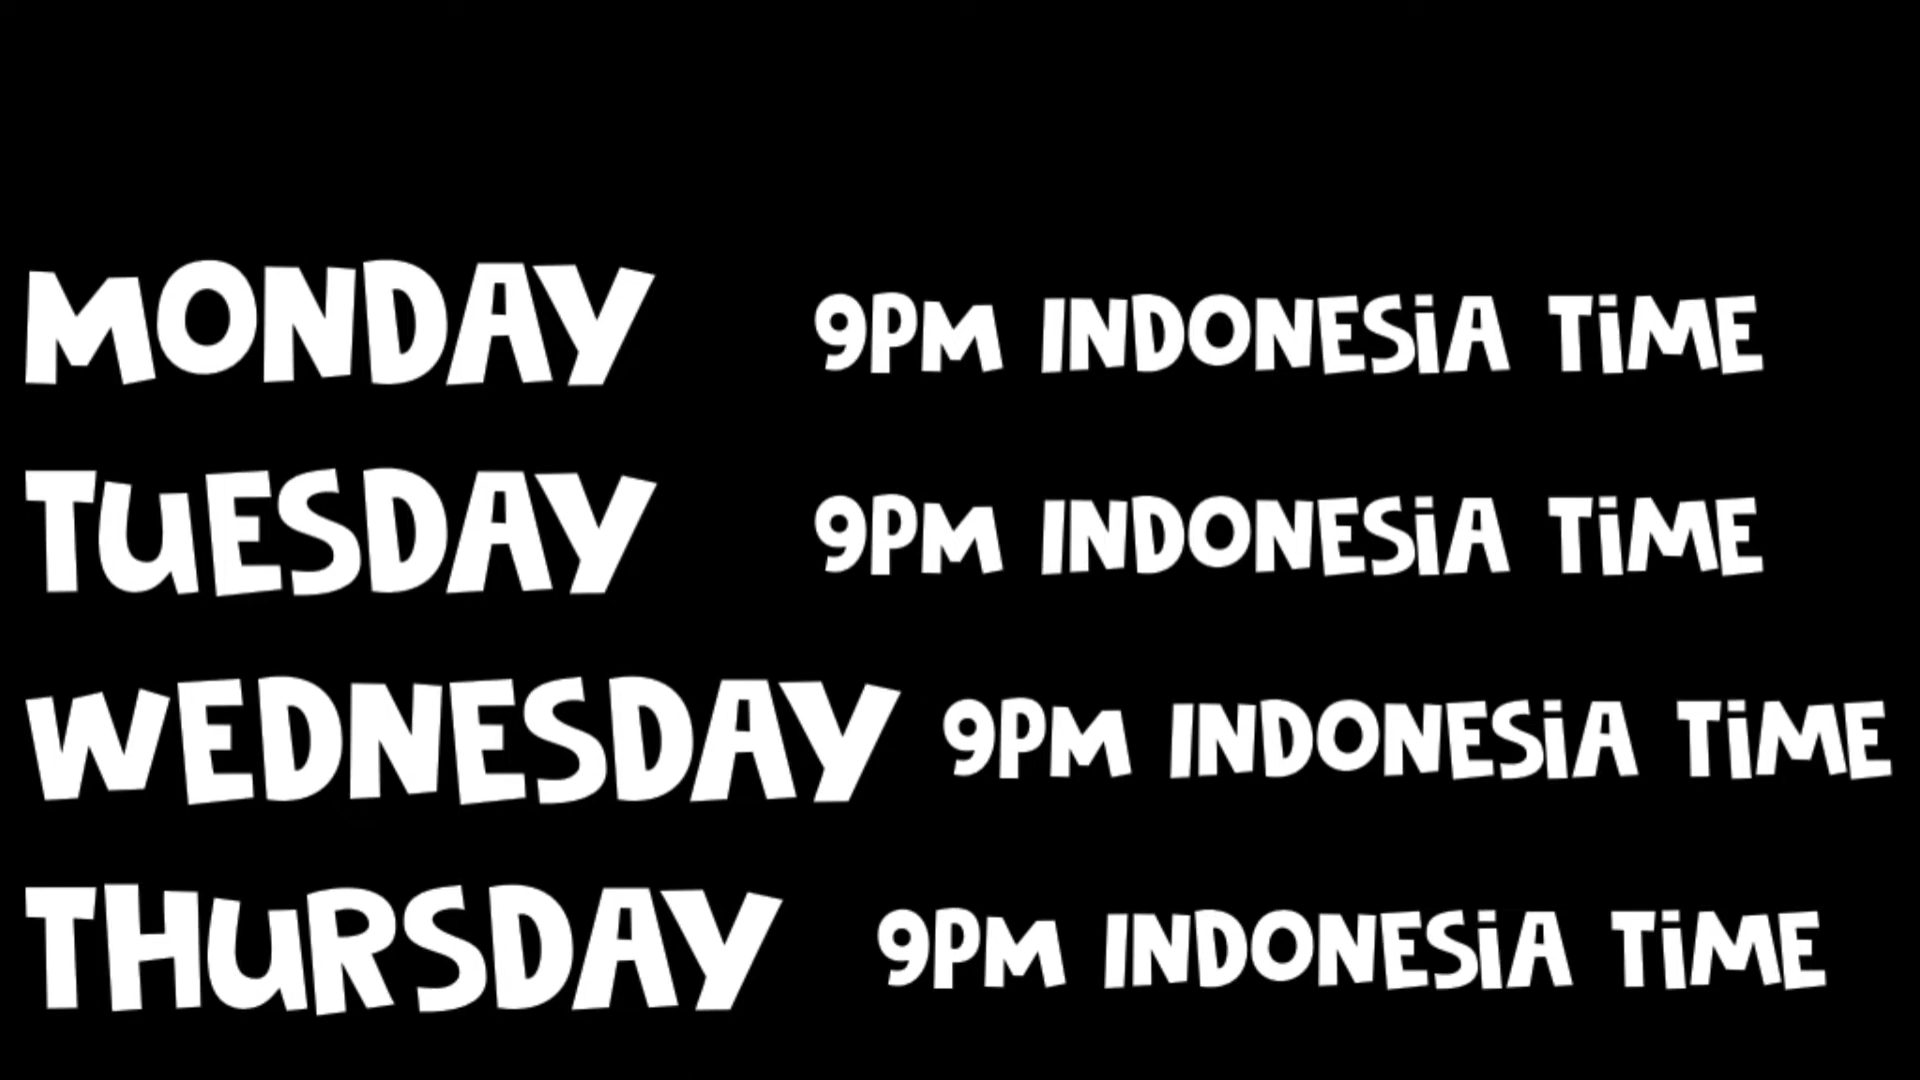 MONDAY 9PM INDONESIA TIME
TUESDAY 9PM INDONESIA TIME
WEDNESDAY 9PM INDONESIA TIME
THURSDAY 9PM INDONESIA TIME